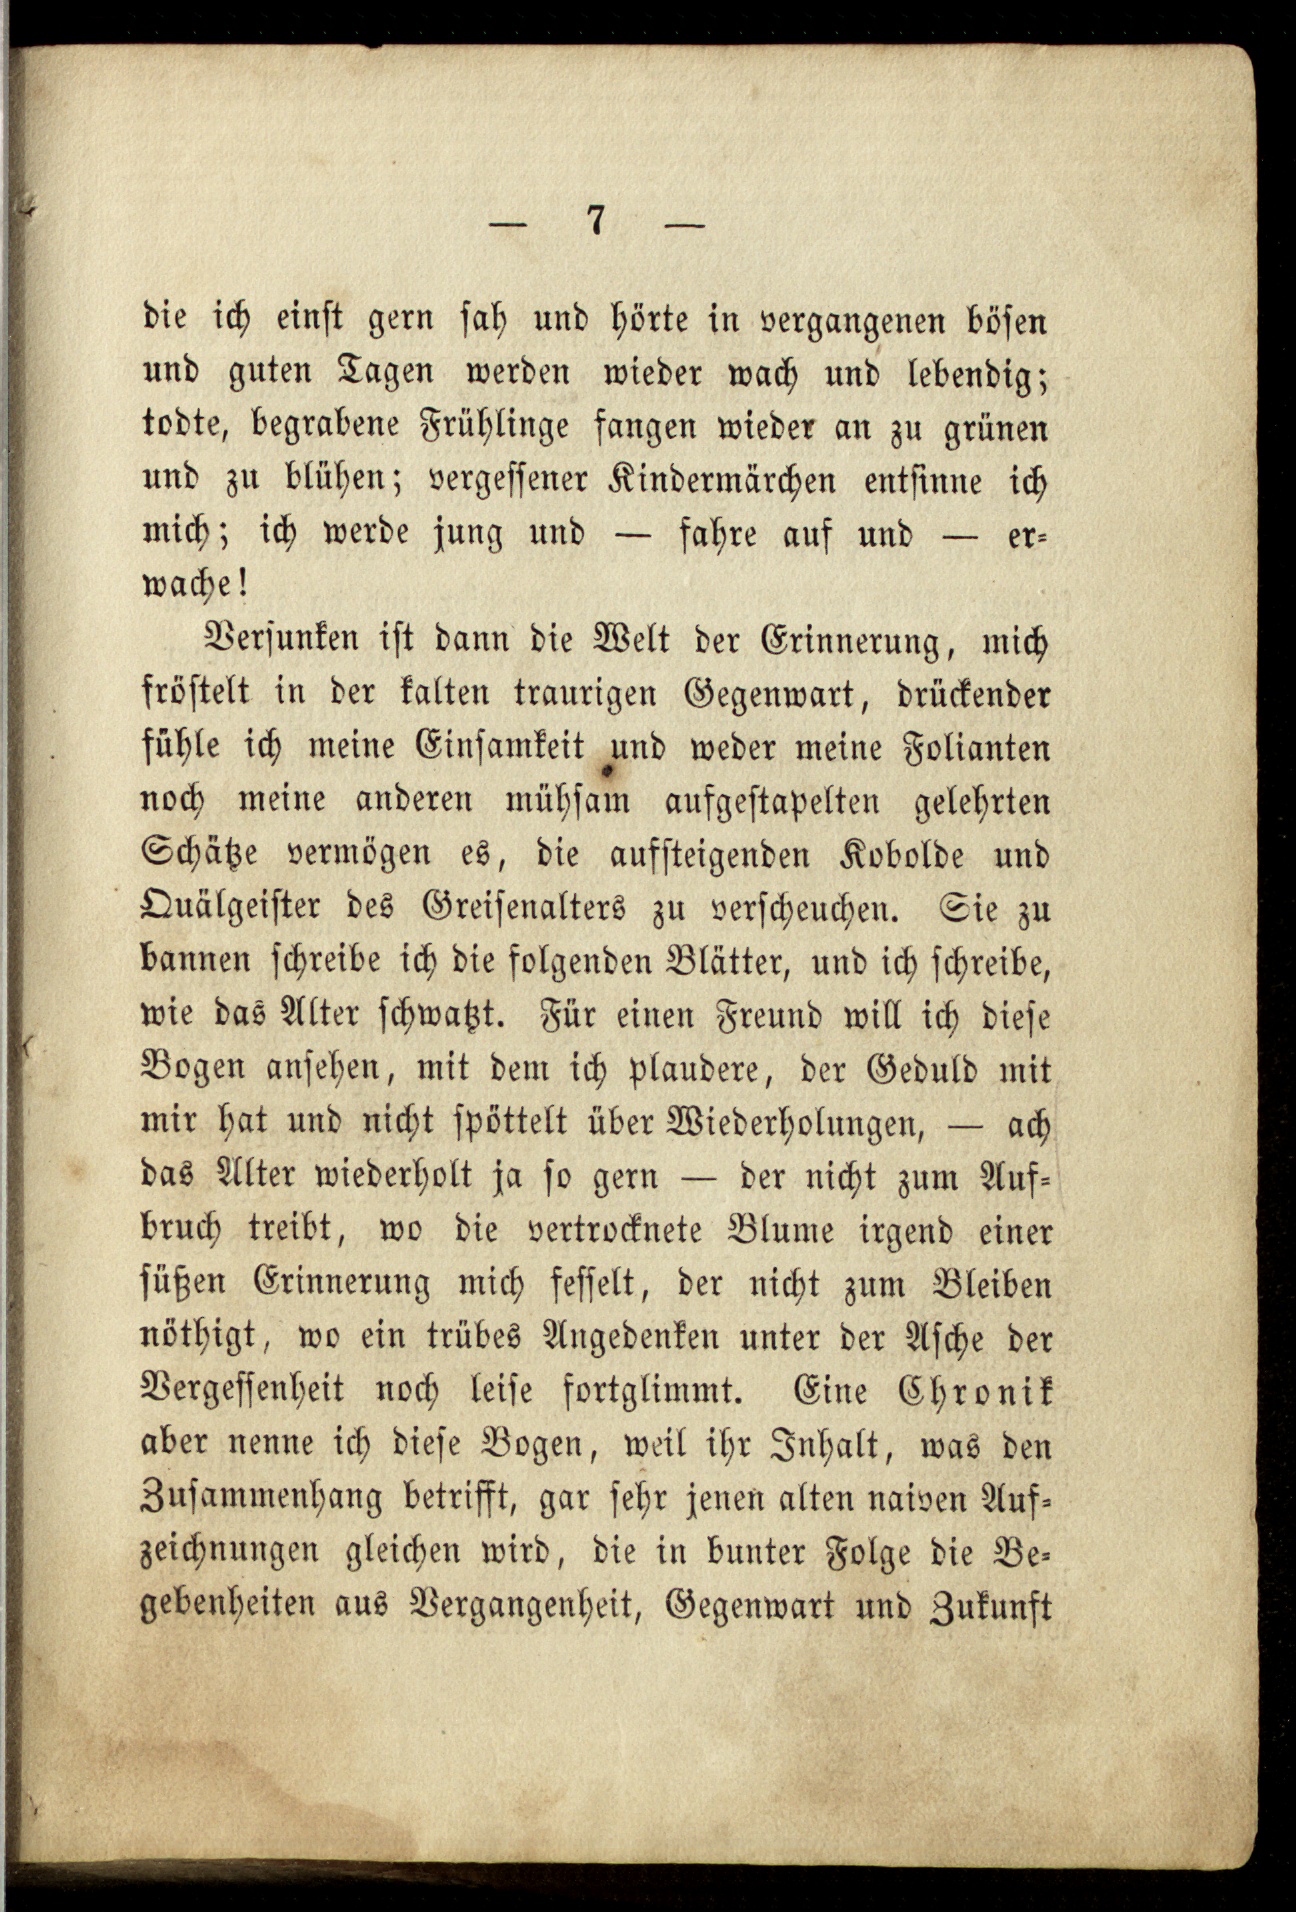 — 7 —
die ich einst gern sah und hörte in vergangenen bösen
und guten Tagen werden wieder wach und lebendig;
todte, begrabene Frühlinge fangen wieder an zu grünen
und zu blühen; vergessener Kindermärchen entsinne ich
mich; ich werde jung und — fahre auf und — er-
wache!
Versunken ist dann die Welt der Erinnerung, mich
fröstelt in der kalten traurigen Gegenwart, drückender
fühle ich meine Einsamkeit und weder meine Folianten
noch meine anderen mühsam aufgestapelten gelehrten
Schätze vermögen es, die aufsteigenden Kobolde und
Quälgeister des Greisenalters zu verscheuchen. Sie zu
bannen schreibe ich die folgenden Blätter, und ich schreibe,
wie das Alter schwatzt. Für einen Freund will ich diese
Bogen ansehen, mit dem ich plaudere, der Geduld mit
mir hat und nicht spöttelt über Wiederholungen, — ach
das Alter wiederholt ja so gern — der nicht zum Auf-
bruch treibt, wo die vertrocknete Blume irgend einer
süßen Erinnerung mich fesselt, der nicht zum Bleiben
nöthigt, wo ein trübes Angedenken unter der Asche der
Vergessenheit noch leise fortglimmt. Eine Chronik
aber nenne ich diese Bogen, weil ihr Inhalt, was den
Zusammenhang betrifft, gar sehr jenen alten naiven Auf-
zeichnungen gleichen wird, die in bunter Folge die Be-
gebenheiten aus Vergangenheit, Gegenwart und Zukunft